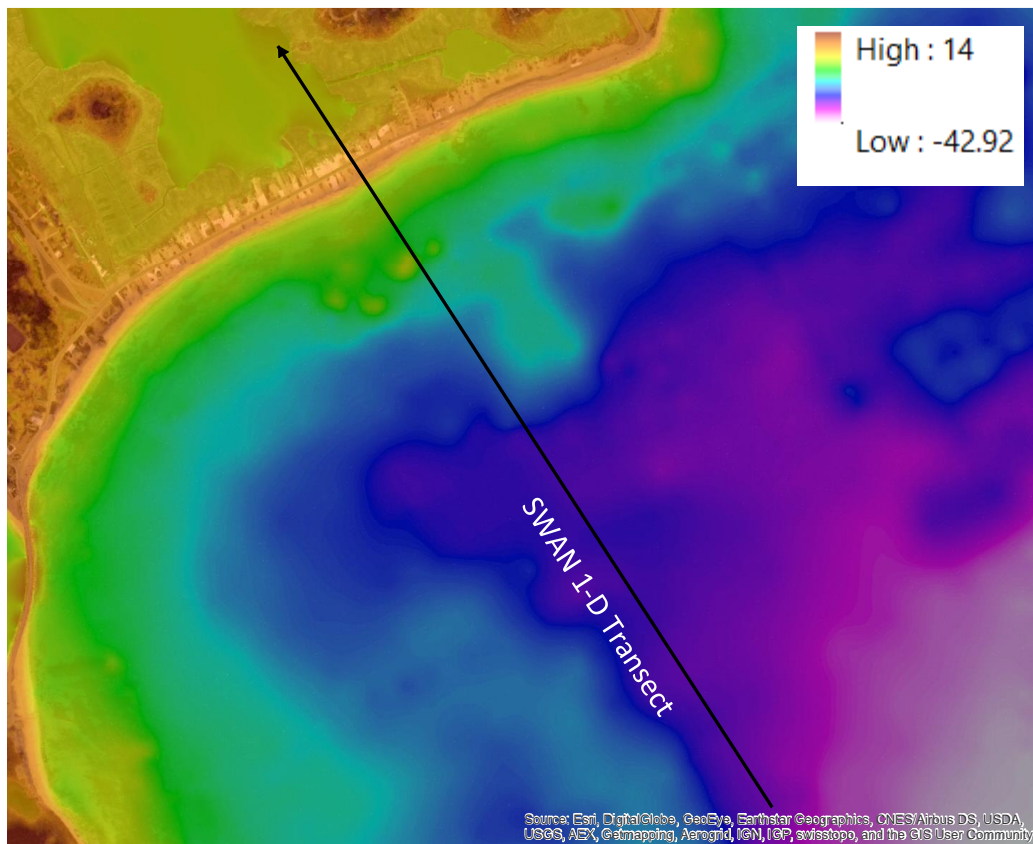 High : 14
Low : -42.92
SWAN 1-D Transect
Source: Esri, DigitalGlobe, GeoEye, Earthstar Geographics, CNES/Airbus DS, USDA,
USGS, AEX, Getmapping, Aerogrid, IGN, IGP, swisstopo, and the GIS User Community